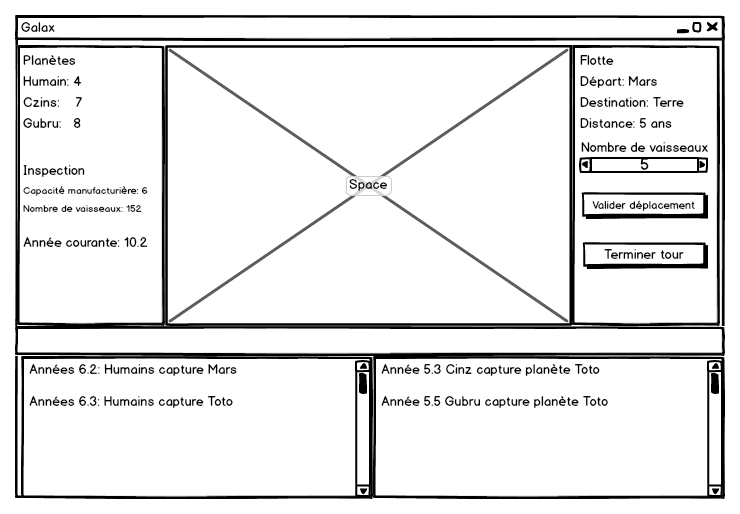 Galax
Planètes
Humain: 4
Czins: 7
Gubru: 8
Inspection
Capacité manufacturière: 6
Nombre de vaisseaux: 152
Année courante: 10.2
Space
Flotte
Départ: Mars
Destination: Terre
Distance: 5 ans
Nombre de vaisseaux
5
Valider déplacement
Terminer tour
Années 6.2: Humains capture Mars
Années 6.3: Humains capture Toto
Année 5.3 Cinz capture planète Toto
Année 5.5 Gubru capture planète Toto